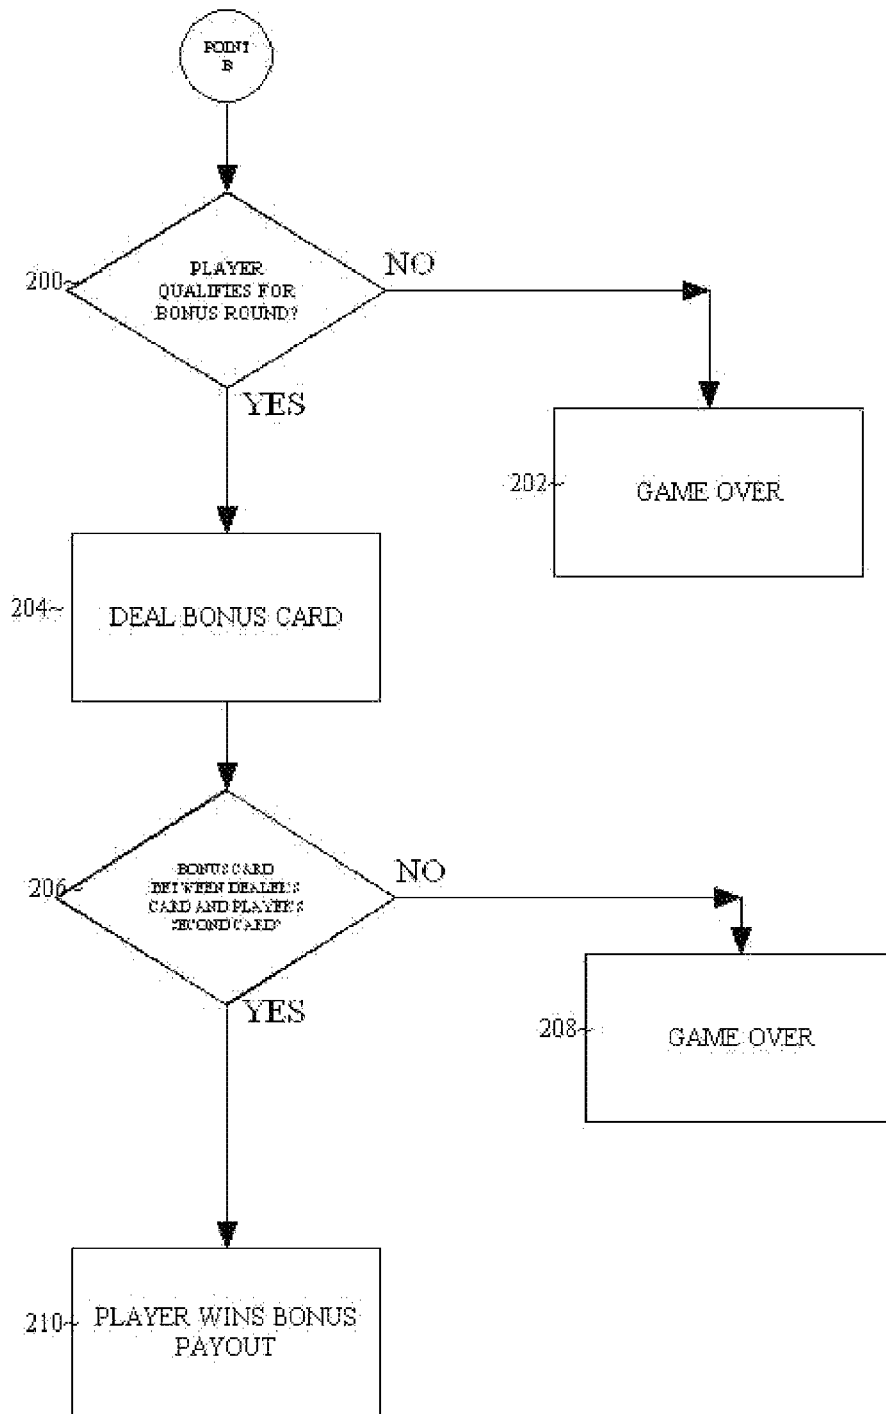 POINT
B
200
PLAYER
QUALIFIES FOR
BONUS ROUND?
NO
YES
202
GAME OVER
204
DEAL BONUS CARD
206
BONUS CARD
BETWEEN DEALER'S
CARD AND PLAYER'S
SECOND CARD?
NO
YES
208
GAME OVER
210
PLAYER WINS BONUS
PAYOUT